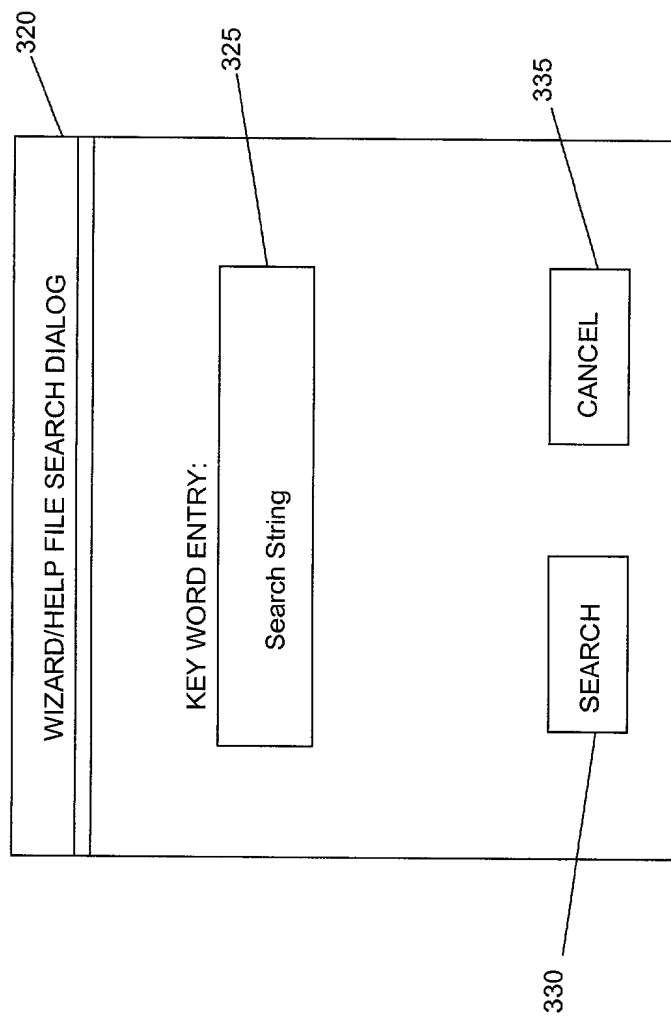 WIZARD/HELP FILE SEARCH DIALOG
320
KEY WORD ENTRY:
Search String
325
SEARCH
330
CANCEL
335